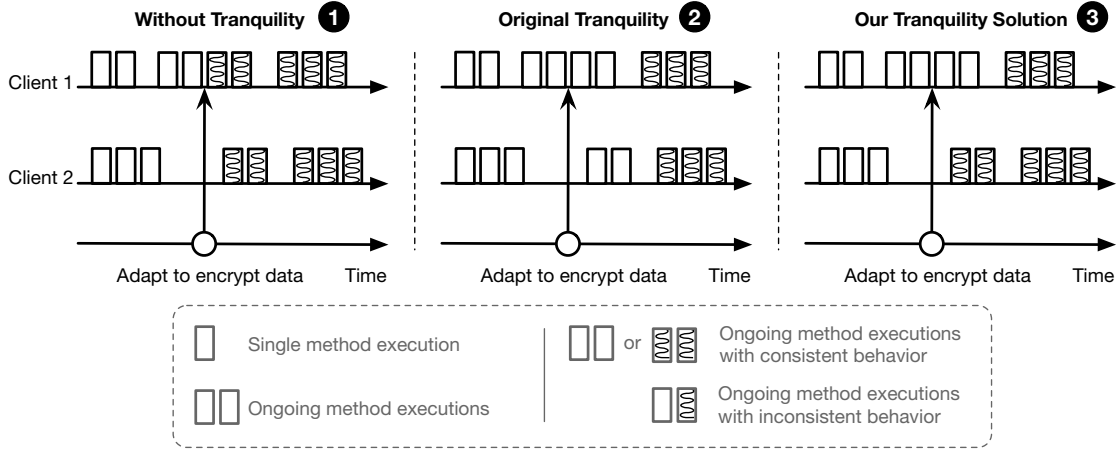 Without Tranquility 1
Original Tranquility 2
Our Tranquility Solution 3
Client 1
Client 2
Adapt to encrypt data Time
Adapt to encrypt data Time
Adapt to encrypt data Time
Single method execution
Ongoing method executions
or
Ongoing method executions
with consistent behavior
Ongoing method executions
with inconsistent behavior